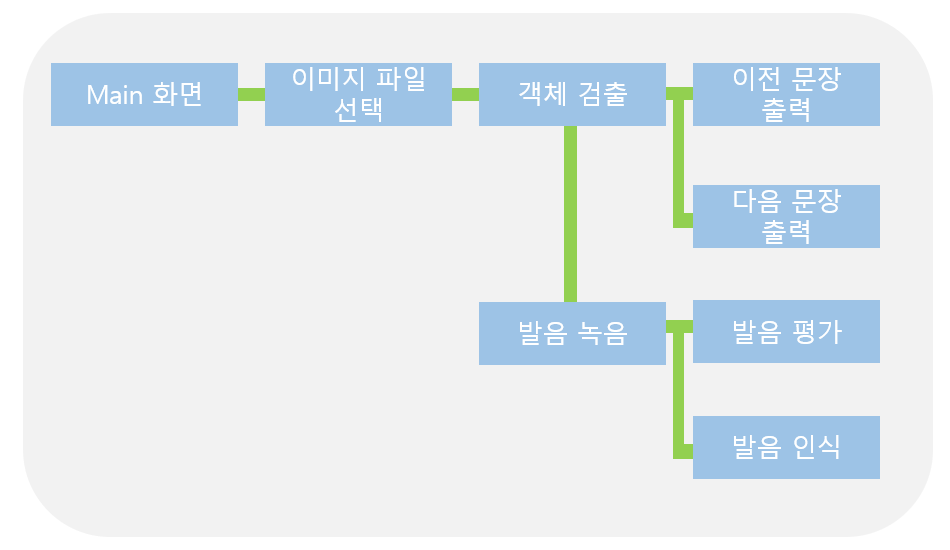 Main 화면
이미지 파일
선택
객체 검출
이전 문장
출력
다음 문장
출력
발음 녹음
발음 평가
발음 인식